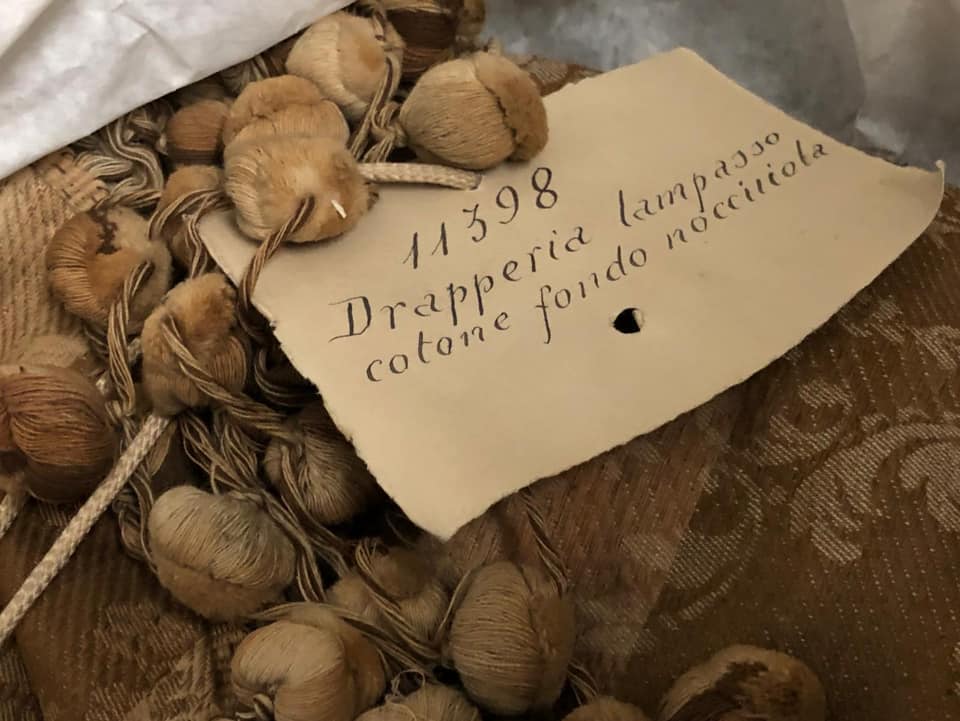 11398
Drapperia lampasso
cotone fondo nocciuola